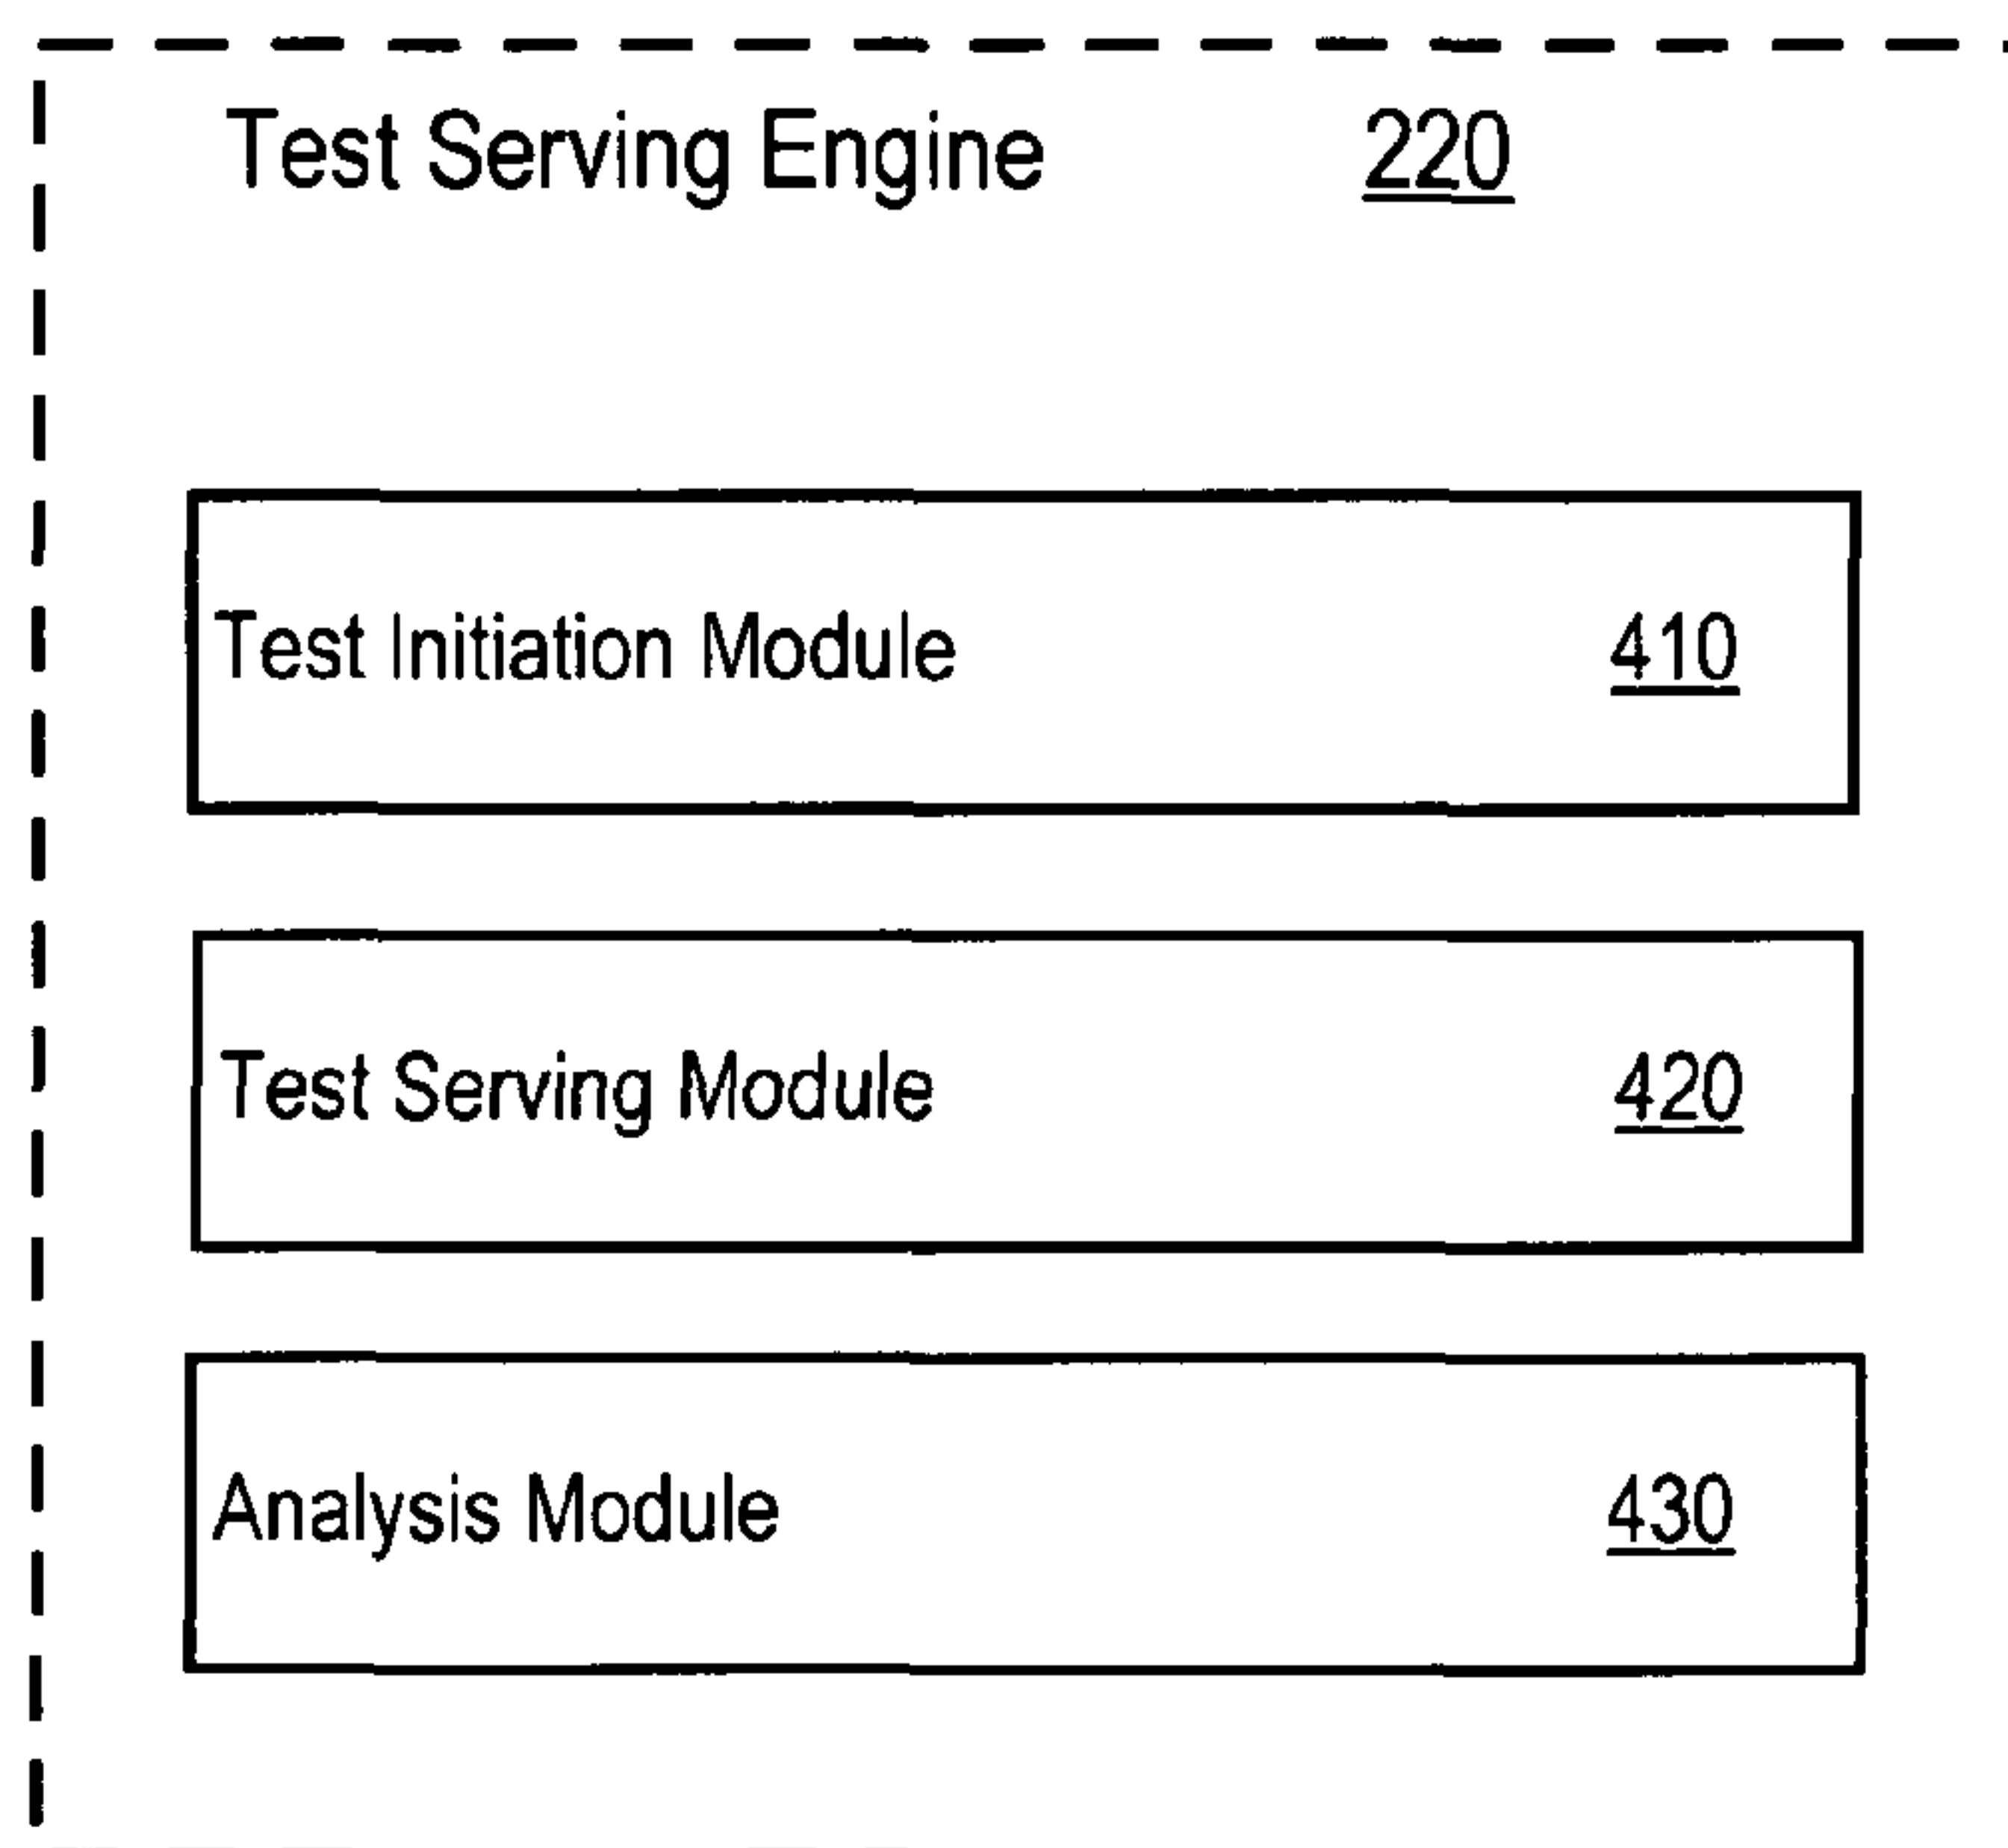 Test Serving Engine 220
Test Initiation Module 410
Test Serving Module 420
Analysis Module 430